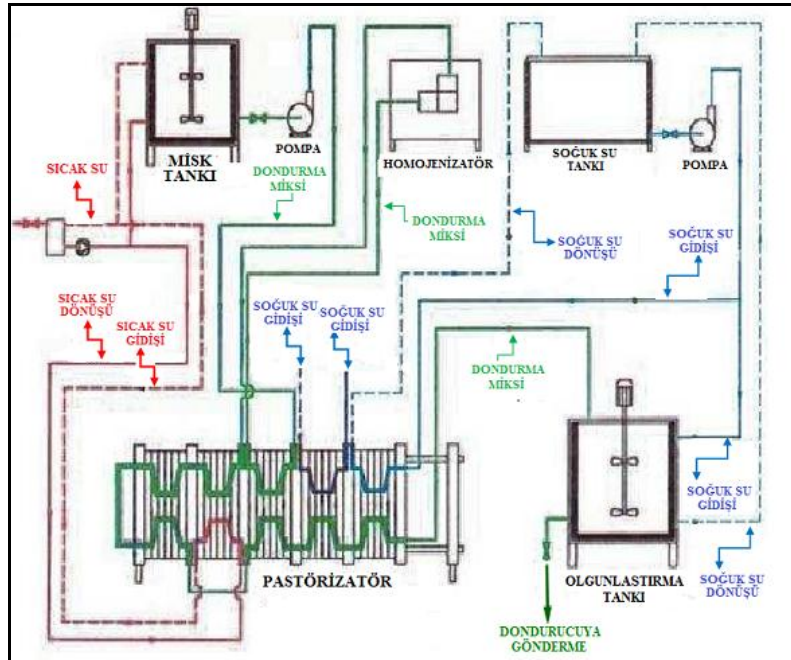 MİSK
TANKI
POMPA
HOMOJENİZATÖR
SOĞUK SU
TANKI
POMPA
SICAK SU
DONDURMA
MİKSİ
DONDURMA
MİKSİ
SOĞUK SU
DÖNÜŞÜ
SOĞUK SU
GİDİŞİ
SICAK SU
DÖNÜŞÜ
SICAK SU
GİDİŞİ
SOĞUK SU
GİDİŞİ
SOĞUK SU
GİDİŞİ
DONDURMA
MİKSİ
SOĞUK SU
GİDİŞİ
PASTÖRİZATÖR
OLGUNLASTIRMA
TANKI
SOĞUK SU
DÖNÜŞÜ
DONDURUCUYA
GÖNDERME